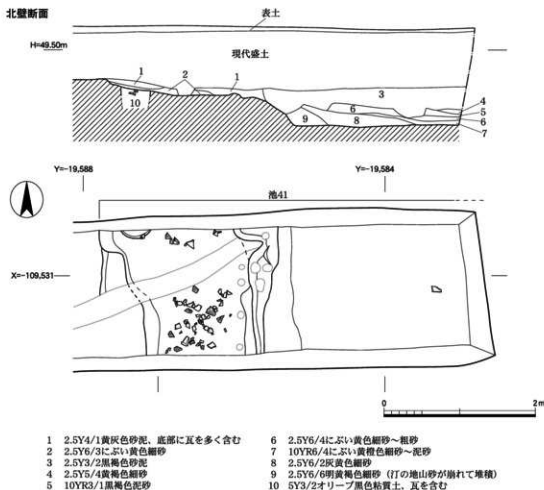 北壁断面
表土
H=49.50m
現代盛土
1
2
1
3
10
6
4
5
9
8
6
7
Y=-19,588
Y=-19,584
池41
X=-109,531
0
2m
1 2.5Y4/1黄灰色砂泥、底部に瓦を多く含む
2 2.5Y6/3にぶい黄色細砂
3 2.5Y3/2黒褐色砂泥
4 2.5Y5/4黄褐色細砂
5 10YR3/1黒褐色泥砂
6 2.5Y6/4にぶい黄色細砂～粗砂
7 10YR6/4にぶい黄橙色細砂～泥砂
8 2.5Y6/2灰黄色細砂
9 2.5Y6/6明黄褐色細砂（汀の地山砂が崩れて堆積）
10 5Y3/2オリーブ黒色粘質土、瓦を含む